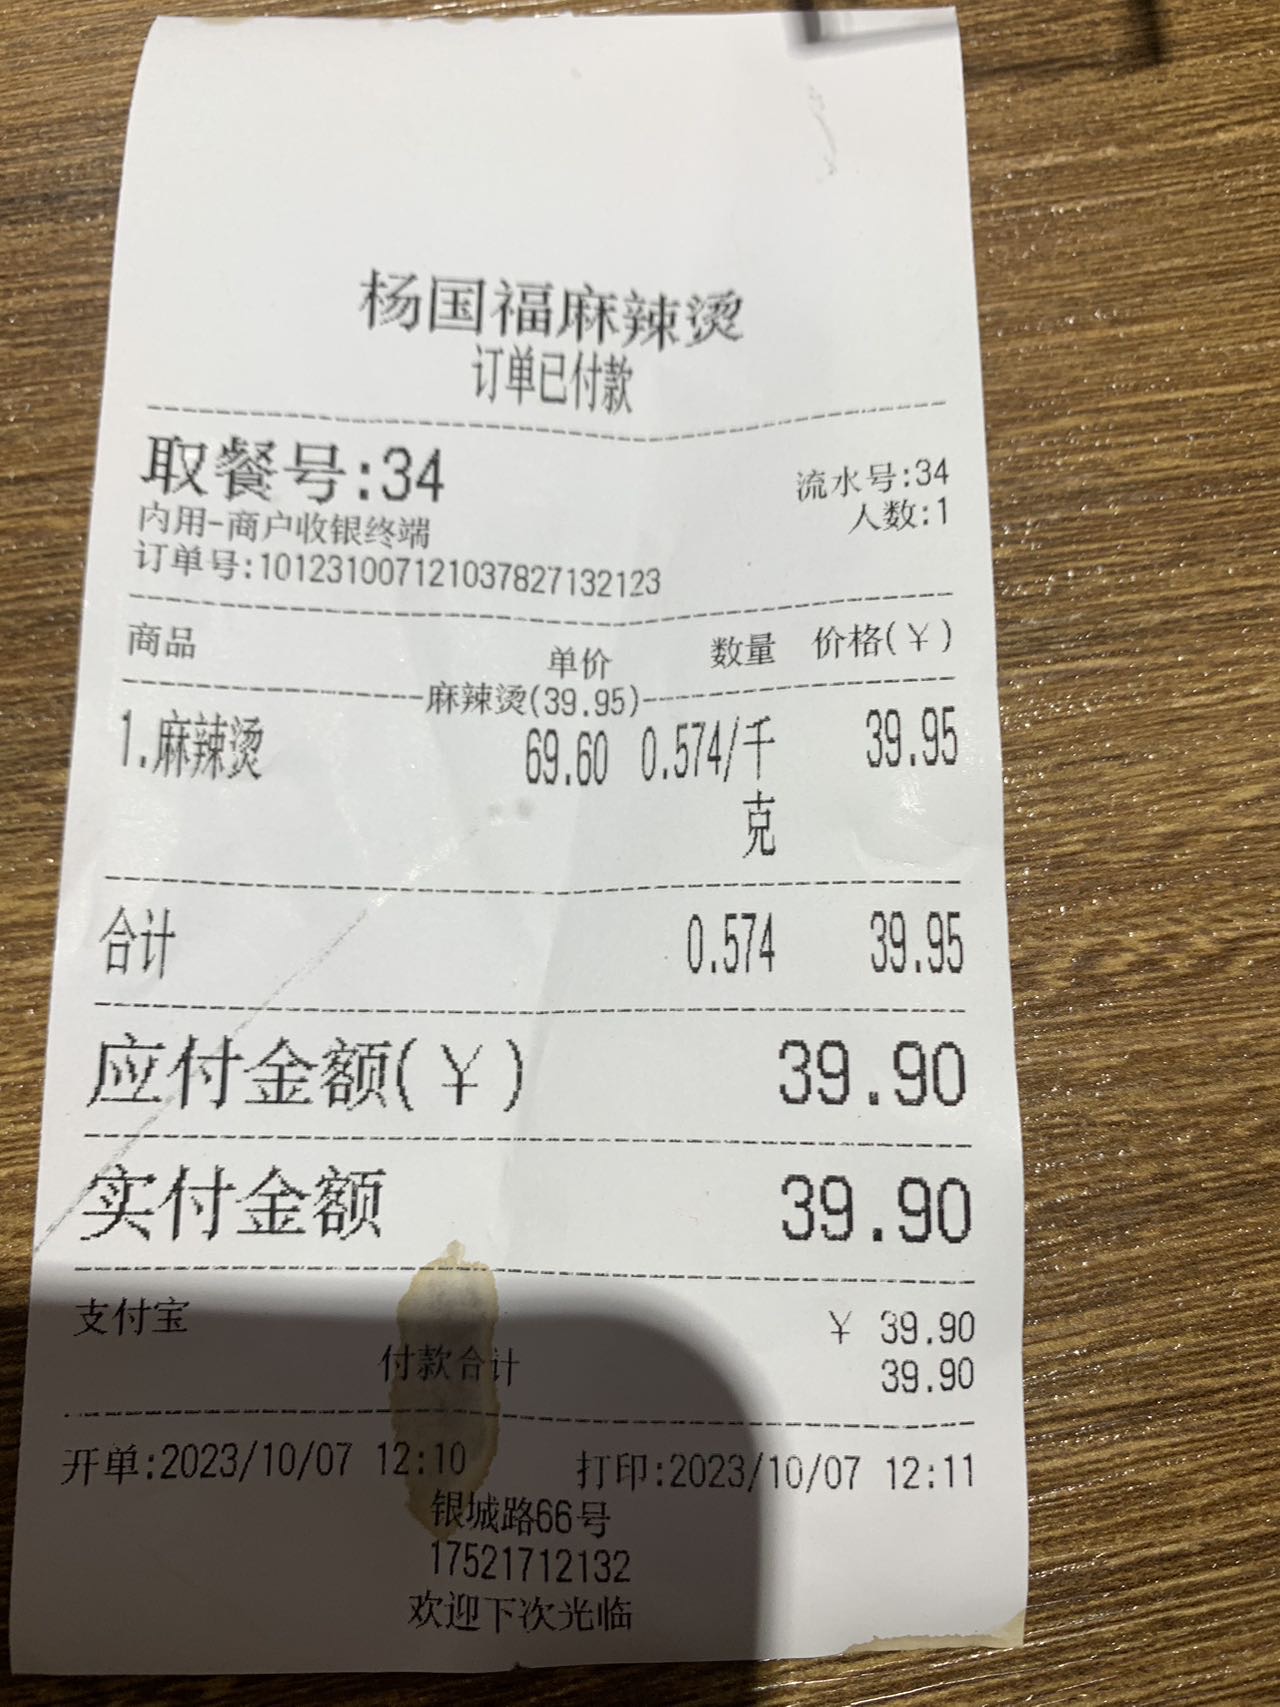 杨国福麻辣烫
订单已付款
取餐号:34 流水号:34
内用-商户收银终端 人数:1
订单号:101231007121037827132123
商品 单价 数量 价格(￥)
麻辣烫(39.95)
1.麻辣烫 69.60 0.574/千克 39.95
合计 0.574 39.95
应付金额(￥) 39.90
实付金额 39.90
支付宝 ￥ 39.90
付款合计 39.90
开单:2023/10/07 12:10 打印:2023/10/07 12:11
银城路66号
17521712132
欢迎下次光临